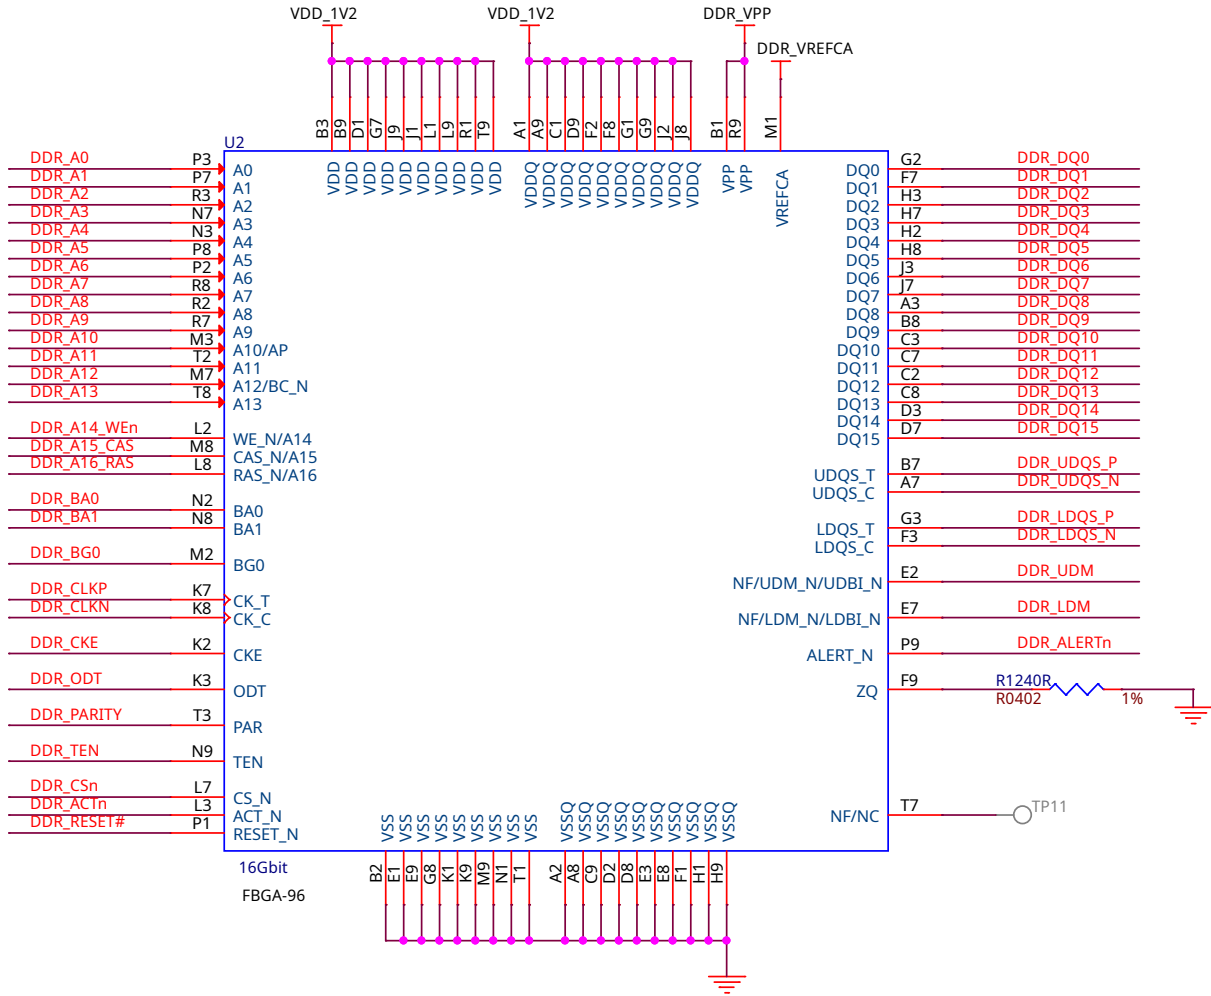 VDD_1V2 VDD_1V2 DDR_VPP
DDR_VREFCA
B3 B9 D1 G7 J9 J1 L1 L9 R1 T9 A1 A9 C1 D9 F2 F8 G1 G9 J2 J8 B1 R9 M1
U2
VDD VDD VDD VDD VDD VDD VDD VDD VDD VDD VDDQ VDDQ VDDQ VDDQ VDDQ VDDQ VDDQ VDDQ VDDQ VDDQ VPP VPP VREFCA
DDR_A0 P3 A0
DDR_A1 P7 A1
DDR_A2 R3 A2
DDR_A3 N7 A3
DDR_A4 N3 A4
DDR_A5 P8 A5
DDR_A6 P2 A6
DDR_A7 R8 A7
DDR_A8 R2 A8
DDR_A9 R7 A9
DDR_A10 M3 A10/AP
DDR_A11 T2 A11
DDR_A12 M7 A12/BC_N
DDR_A13 T8 A13
DDR_A14_WEn L2 WE_N/A14
DDR_A15_CAS M8 CAS_N/A15
DDR_A16_RAS L8 RAS_N/A16
DDR_BA0 N2 BA0
DDR_BA1 N8 BA1
DDR_BG0 M2 BG0
DDR_CLKP K7 CK_T
DDR_CLKN K8 CK_C
DDR_CKE K2 CKE
DDR_ODT K3 ODT
DDR_PARITY T3 PAR
DDR_TEN N9 TEN
DDR_CSn L7 CS_N
DDR_ACTn L3 ACT_N
DDR_RESET# P1 RESET_N
DQ0 G2 DDR_DQ0
DQ1 F7 DDR_DQ1
DQ2 H3 DDR_DQ2
DQ3 H7 DDR_DQ3
DQ4 H2 DDR_DQ4
DQ5 H8 DDR_DQ5
DQ6 J3 DDR_DQ6
DQ7 J7 DDR_DQ7
DQ8 A3 DDR_DQ8
DQ9 B8 DDR_DQ9
DQ10 C3 DDR_DQ10
DQ11 C7 DDR_DQ11
DQ12 C2 DDR_DQ12
DQ13 C8 DDR_DQ13
DQ14 D3 DDR_DQ14
DQ15 D7 DDR_DQ15
UDQS_T B7 DDR_UDQS_P
UDQS_C A7 DDR_UDQS_N
LDQS_T G3 DDR_LDQS_P
LDQS_C F3 DDR_LDQS_N
NF/UDM_N/UDBI_N E2 DDR_UDM
NF/LDM_N/LDBI_N E7 DDR_LDM
ALERT_N P9 DDR_ALERTn
ZQ F9 R1240R
R0402 1%
NF/NC T7 TP11
VSS VSS VSS VSS VSS VSS VSS VSS VSS VSSQ VSSQ VSSQ VSSQ VSSQ VSSQ VSSQ VSSQ VSSQ VSSQ
16Gbit
FBGA-96
B2 E1 E9 G8 K1 K9 M9 N1 T1 A2 A8 C9 D2 D8 E3 E8 F1 H1 H9